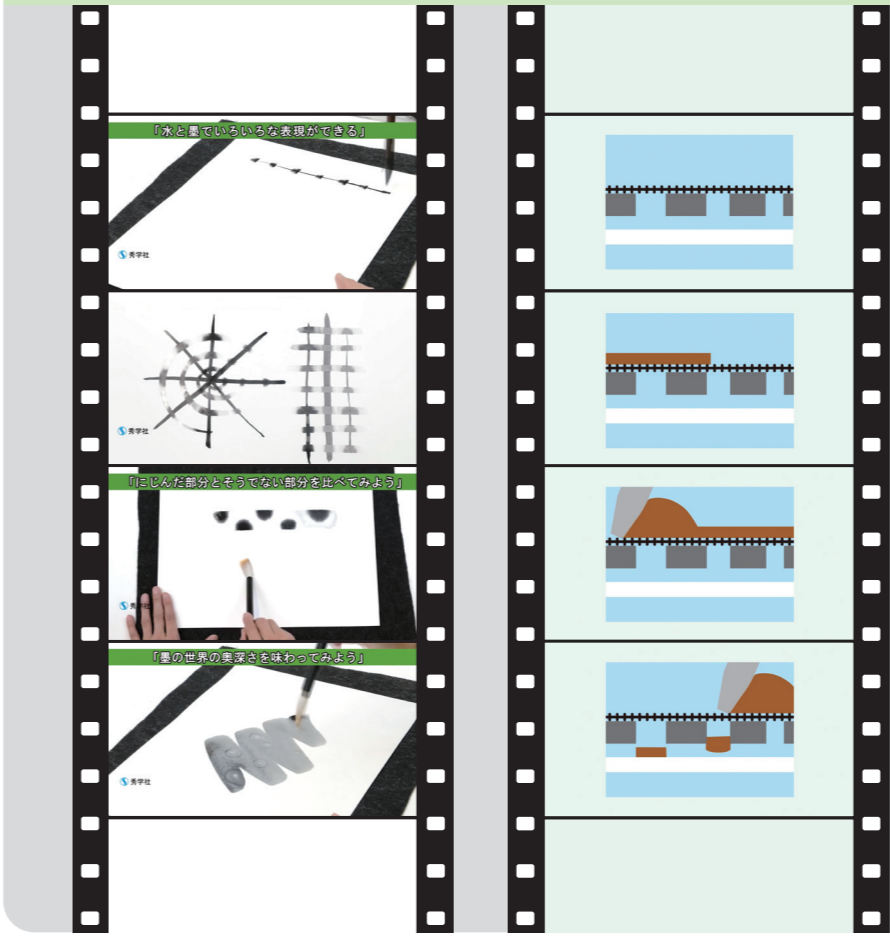 「水と墨でいろいろな表現ができる」
秀学社
秀学社
「にじんだ部分とそうでない部分を比べてみよう」
秀学社
「墨の世界の奥深さを味わってみよう」
秀学社